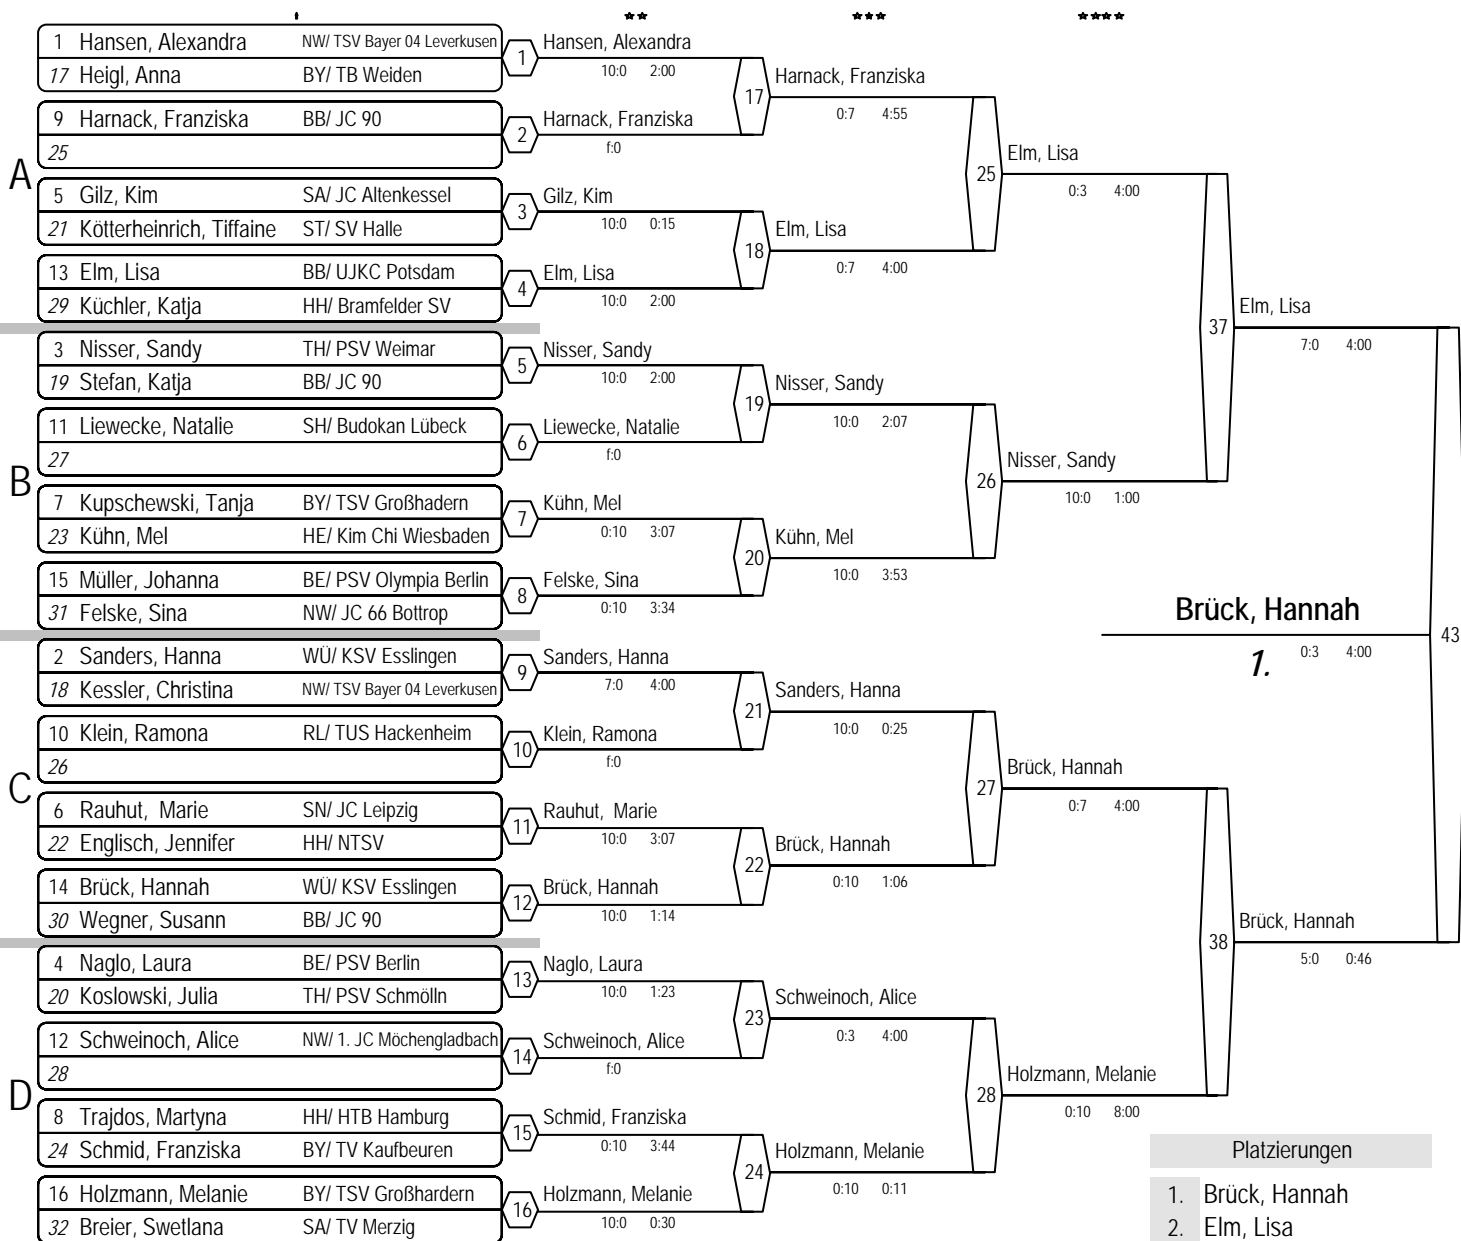 A
1 Hansen, Alexandra NW/ TSV Bayer 04 Leverkusen
17 Heigl, Anna BY/ TB Weiden
9 Harnack, Franziska BB/ JC 90
25
5 Gilz, Kim SA/ JC Altenkessel
21 Kötterheinrich, Tiffaine ST/ SV Halle
13 Elm, Lisa BB/ UJKC Potsdam
29 Küchler, Katja HH/ Bramfelder SV
B
3 Nisser, Sandy TH/ PSV Weimar
19 Stefan, Katja BB/ JC 90
11 Liewecke, Natalie SH/ Budokan Lübeck
27
7 Kupschewski, Tanja BY/ TSV Großhadern
23 Kühn, Mel HE/ Kim Chi Wiesbaden
15 Müller, Johanna BE/ PSV Olympia Berlin
31 Felske, Sina NW/ JC 66 Bottrop
C
2 Sanders, Hanna WÜ/ KSV Esslingen
18 Kessler, Christina NW/ TSV Bayer 04 Leverkusen
10 Klein, Ramona RL/ TUS Hackenheim
26
6 Rauhut, Marie SN/ JC Leipzig
22 Englisch, Jennifer HH/ NTSV
14 Brück, Hannah WÜ/ KSV Esslingen
30 Wegner, Susann BB/ JC 90
D
4 Naglo, Laura BE/ PSV Berlin
20 Koslowski, Julia TH/ PSV Schmölln
12 Schweinoch, Alice NW/ 1. JC Möchengladbach
28
8 Trajdos, Martyna HH/ HTB Hamburg
24 Schmid, Franziska BY/ TV Kaufbeuren
16 Holzmann, Melanie BY/ TSV Großhardern
32 Breier, Swetlana SA/ TV Merzig
1 Hansen, Alexandra
10:0 2:00
2 Harnack, Franziska
f:0
3 Gilz, Kim
10:0 0:15
4 Elm, Lisa
10:0 2:00
5 Nisser, Sandy
10:0 2:00
6 Liewecke, Natalie
f:0
7 Kühn, Mel
0:10 3:07
8 Felske, Sina
0:10 3:34
9 Sanders, Hanna
7:0 4:00
10 Klein, Ramona
f:0
11 Rauhut, Marie
10:0 3:07
12 Brück, Hannah
10:0 1:14
13 Naglo, Laura
10:0 1:23
14 Schweinoch, Alice
f:0
15 Schmid, Franziska
0:10 3:44
16 Holzmann, Melanie
10:0 0:30
17 Harnack, Franziska
0:7 4:55
18 Elm, Lisa
0:7 4:00
19 Nisser, Sandy
10:0 2:07
20 Kühn, Mel
10:0 3:53
21 Sanders, Hanna
10:0 0:25
22 Brück, Hannah
0:10 1:06
23 Schweinoch, Alice
0:3 4:00
24 Holzmann, Melanie
0:10 0:11
25 Elm, Lisa
0:3 4:00
26 Nisser, Sandy
10:0 1:00
27 Brück, Hannah
0:7 4:00
28 Holzmann, Melanie
0:10 8:00
37 Elm, Lisa
7:0 4:00
38 Brück, Hannah
5:0 0:46
Brück, Hannah 43
1. 0:3 4:00
Platzierungen
1. Brück, Hannah
2. Elm, Lisa